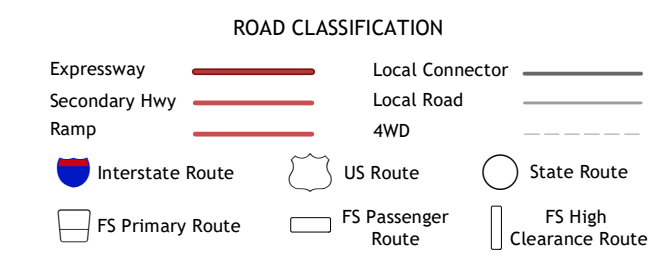 ROAD CLASSIFICATION
Expressway
Local Connector
Secondary Hwy
Local Road
Ramp
4WD
Interstate Route
US Route
State Route
FS Primary Route
FS Passenger
Route
FS High
Clearance Route